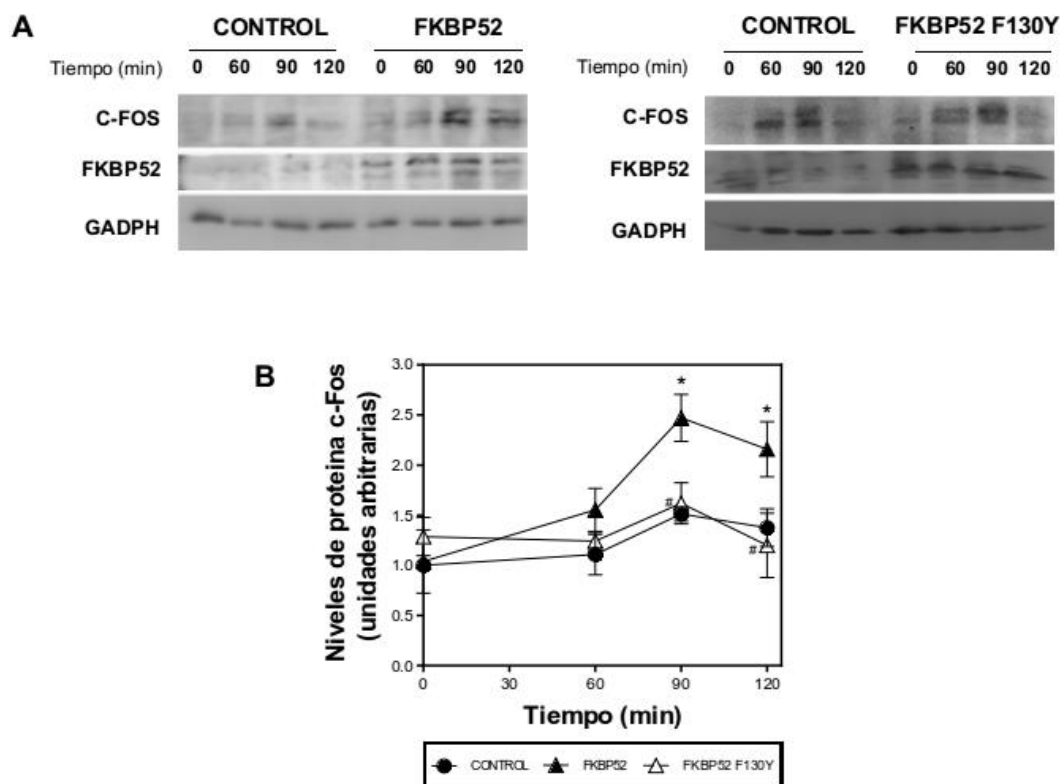 A
CONTROL FKBP52
Tiempo (min) 0 60 90 120 0 60 90 120
C-FOS
FKBP52
GADPH
CONTROL FKBP52 F130Y
Tiempo (min) 0 60 90 120 0 60 90 120
C-FOS
FKBP52
GADPH
B
Niveles de proteina c-Fos
(unidades arbitrarias)
3.0
2.5
2.0
1.5
1.0
0.5
0.0
* *
# #
0 30 60 90 120
Tiempo (min)
CONTROL FKBP52 FKBP52 F130Y